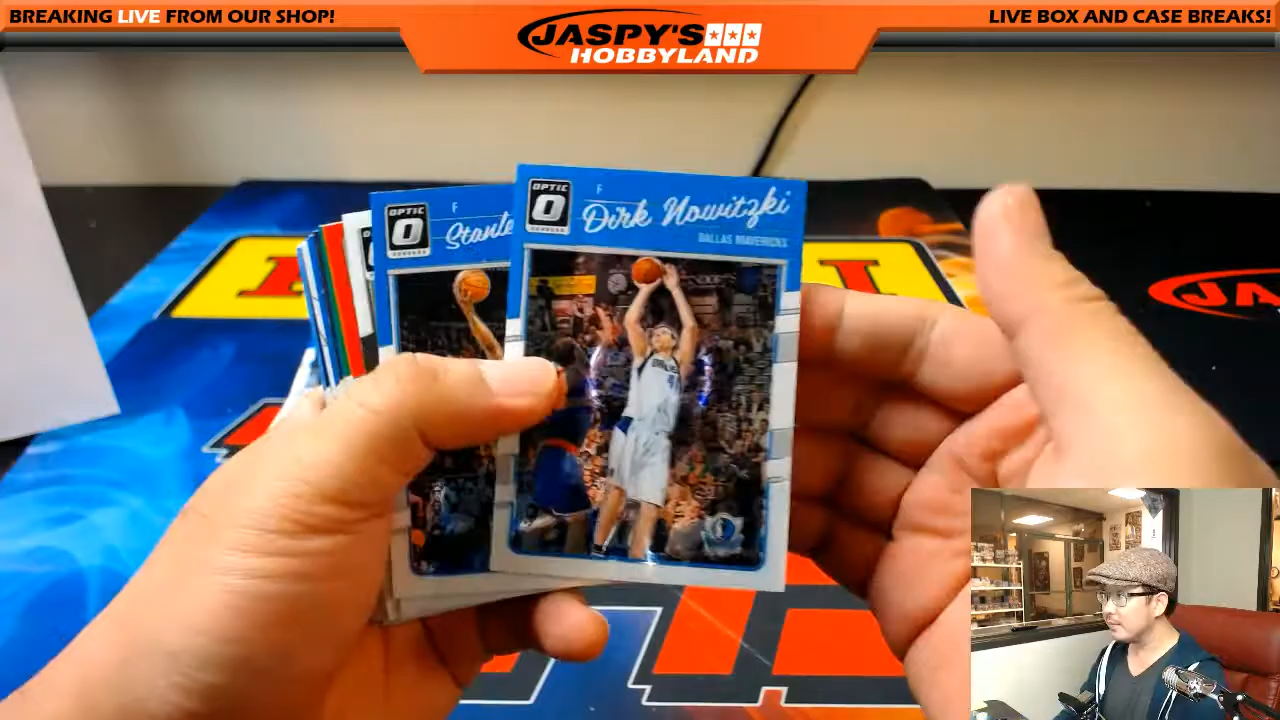 BREAKING LIVE FROM OUR SHOP!
JASPY'S
HOBBYLAND
LIVE BOX AND CASE BREAKS!
OPTIC
F
Stanle
OPTIC
F
Dirk Nowitzki
DALLAS MAVERICKS
JA